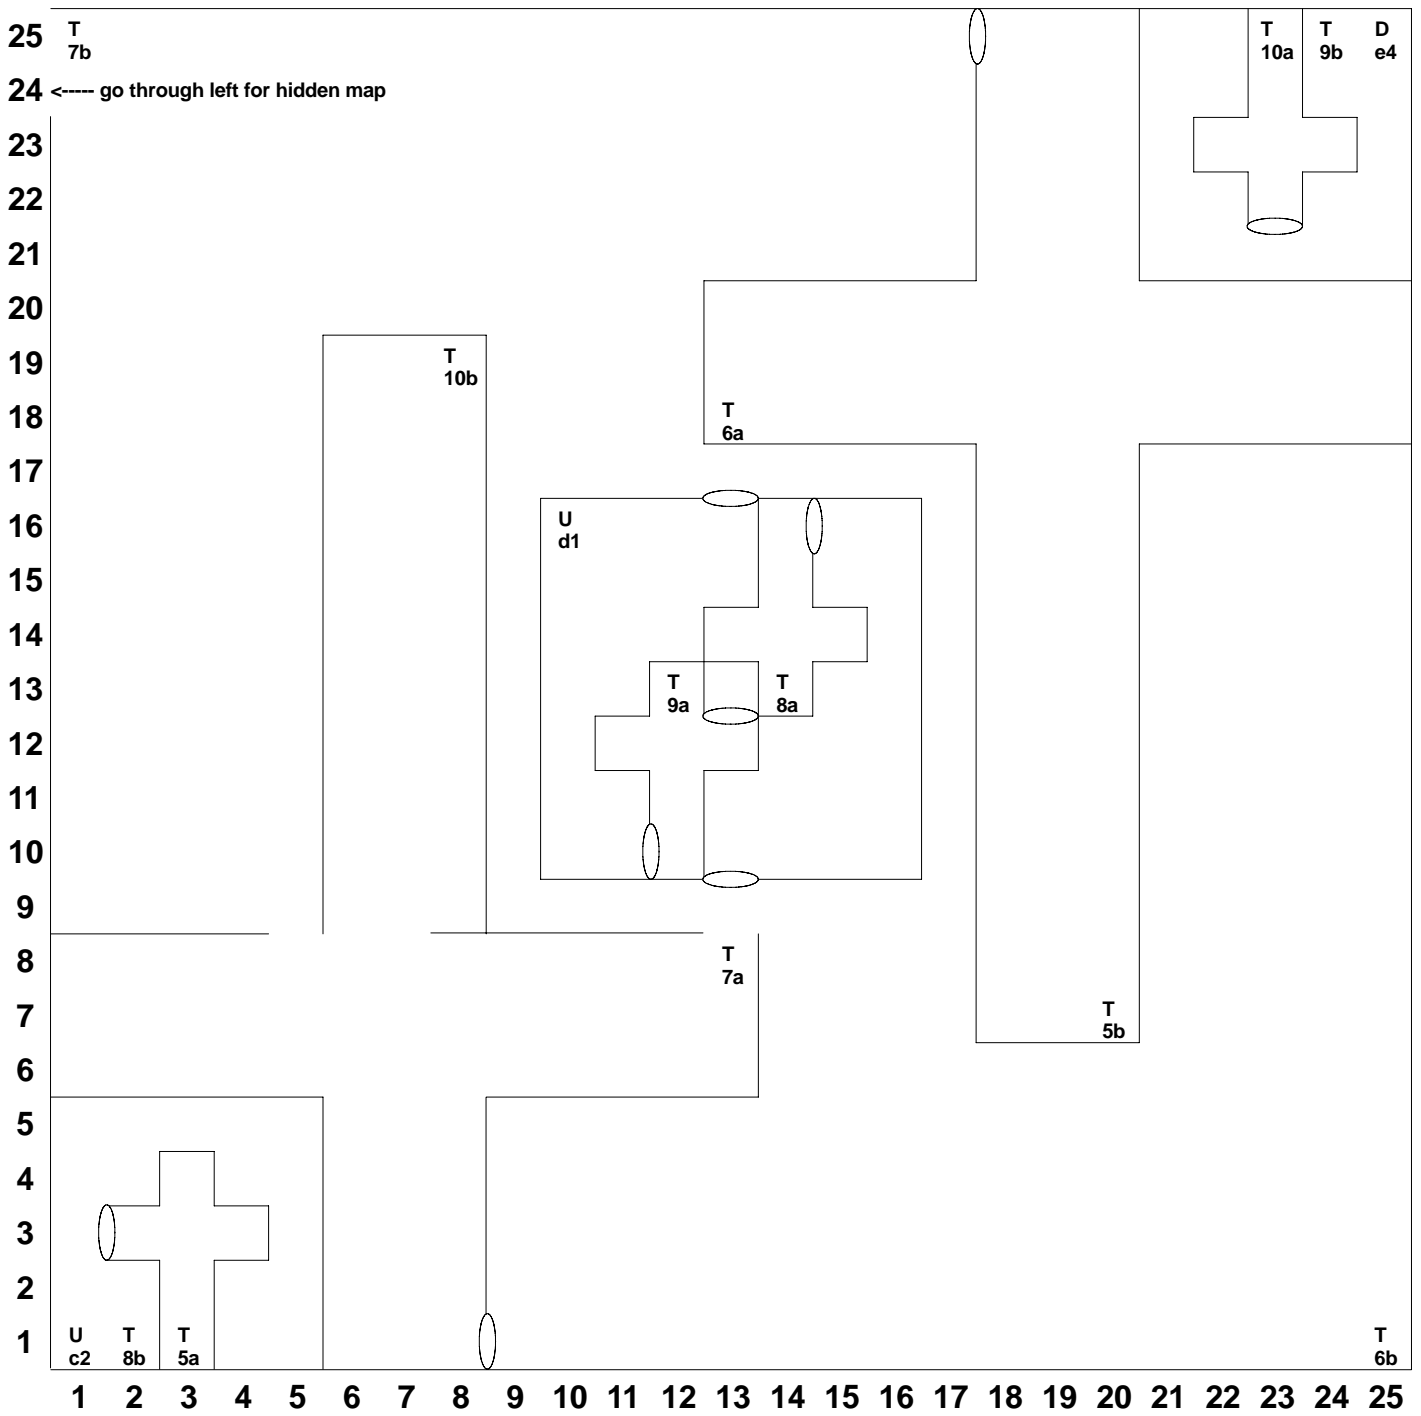 25 T T T D
7b 10a 9b e4
24 <----- go through left for hidden map
23
22
21
20
19 T
10b
18 T
6a
17
16 U
d1
15
14
13 T T
9a 8a
12
11
10
9
8 T
7a
7 T
5b
6
5
4
3
2
1 U T T T
c2 8b 5a 6b
1 2 3 4 5 6 7 8 9 10 11 12 13 14 15 16 17 18 19 20 21 22 23 24 25